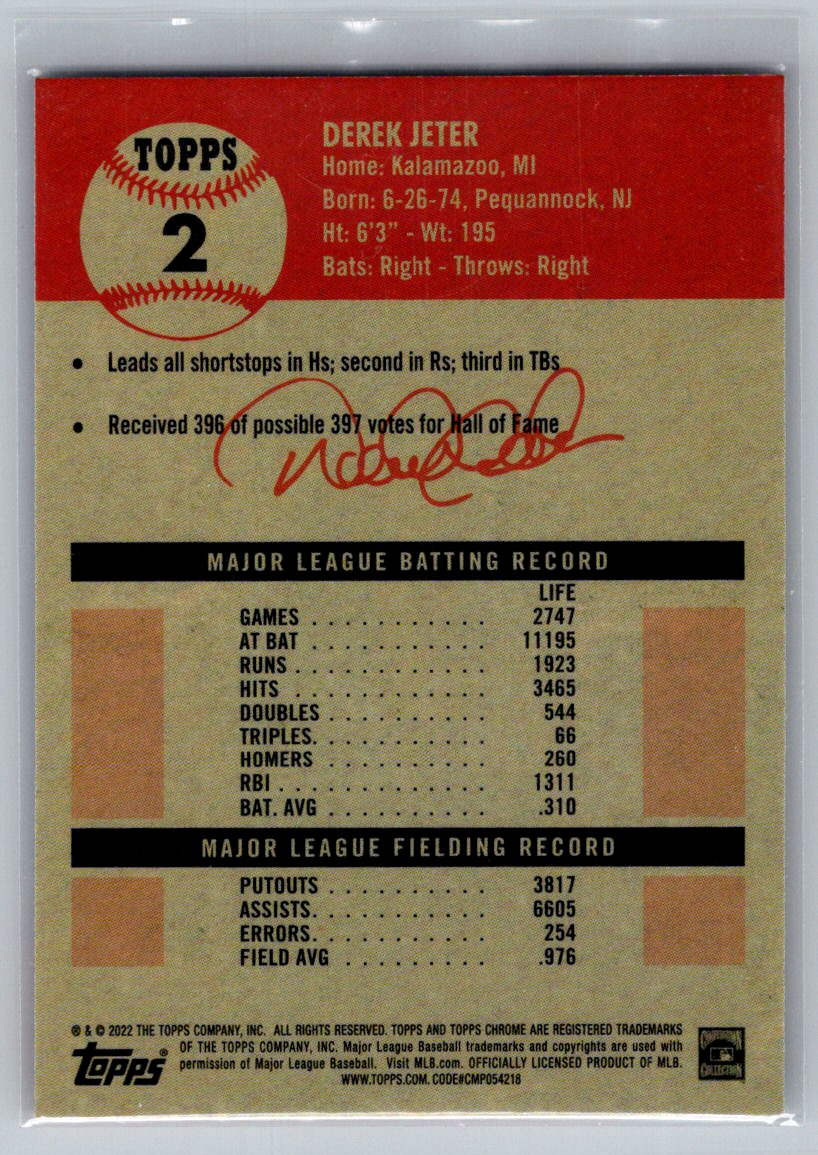 TOPPS
2
DEREK JETER
Home: Kalamazoo, MI
Born: 6-26-74, Pequannock, NJ
Ht: 6'3" - Wt: 195
Bats: Right - Throws: Right
• Leads all shortstops in Hs; second in Rs; third in TBs
• Received 396 of possible 397 votes for Hall of Fame
Derek Jeter
MAJOR LEAGUE BATTING RECORD
LIFE
GAMES . . . . . . . . . . . 2747
AT BAT . . . . . . . . . . . 11195
RUNS . . . . . . . . . . . . 1923
HITS . . . . . . . . . . . . 3465
DOUBLES . . . . . . . . . . 544
TRIPLES. . . . . . . . . . . 66
HOMERS . . . . . . . . . . 260
RBI . . . . . . . . . . . . . 1311
BAT. AVG . . . . . . . . . . .310
MAJOR LEAGUE FIELDING RECORD
PUTOUTS . . . . . . . . . . 3817
ASSISTS. . . . . . . . . . . 6605
ERRORS. . . . . . . . . . . 254
FIELD AVG . . . . . . . . . .976
® & © 2022 THE TOPPS COMPANY, INC. ALL RIGHTS RESERVED. TOPPS AND TOPPS CHROME ARE REGISTERED TRADEMARKS
OF THE TOPPS COMPANY, INC. Major League Baseball trademarks and copyrights are used with
permission of Major League Baseball. Visit MLB.com. OFFICIALLY LICENSED PRODUCT OF MLB.
WWW.TOPPS.COM. CODE#CMP054218
topps®
COOPERSTOWN
COLLECTION